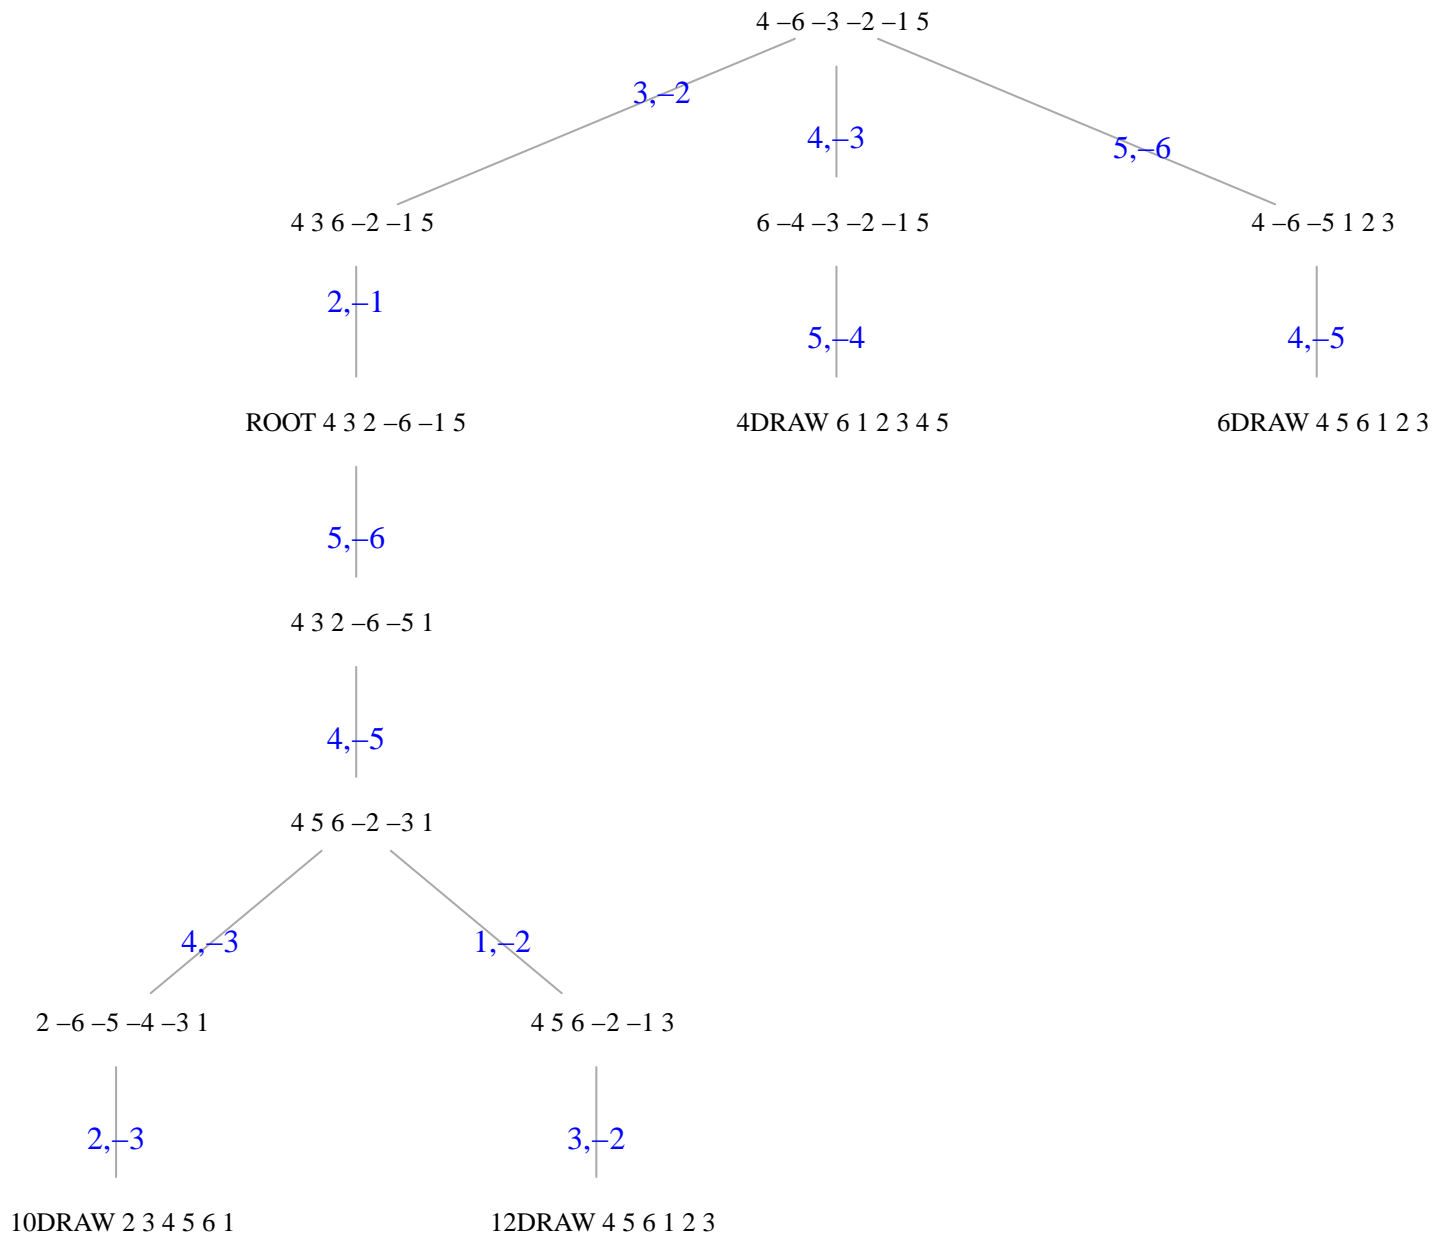 4 –6 –3 –2 –1 5
3,–2
4,–3
5,–6
4 3 6 –2 –1 5
6 –4 –3 –2 –1 5
4 –6 –5 1 2 3
2,–1
5,–4
4,–5
ROOT 4 3 2 –6 –1 5
4DRAW 6 1 2 3 4 5
6DRAW 4 5 6 1 2 3
5,–6
4 3 2 –6 –5 1
4,–5
4 5 6 –2 –3 1
4,–3
1,–2
2 –6 –5 –4 –3 1
4 5 6 –2 –1 3
2,–3
3,–2
10DRAW 2 3 4 5 6 1
12DRAW 4 5 6 1 2 3